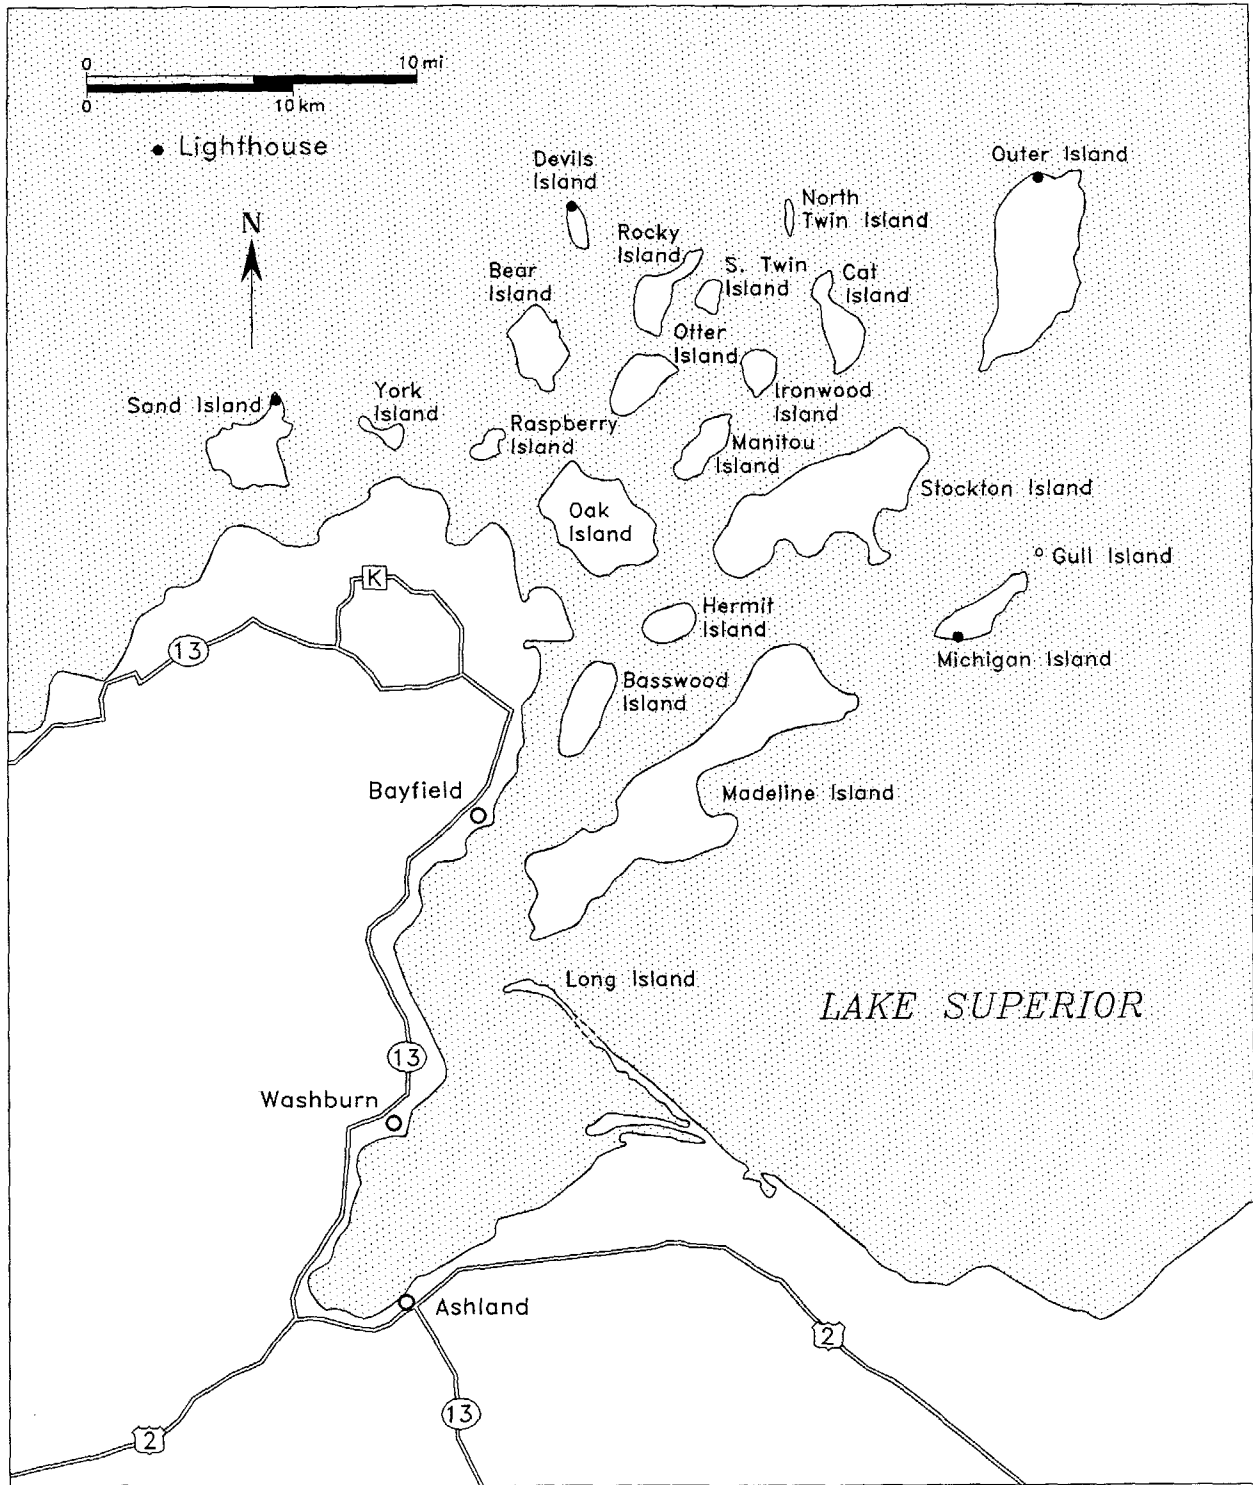 0 10 mi
0 10 km
Lighthouse
N
Devils
Island
Outer Island
North
Twin Island
Rocky
Island
S. Twin
Island
Cat
Island
Bear
Island
Otter
Island
Ironwood
Island
Sand Island
York
Island
Raspberry
Island
Manitou
Island
Stockton Island
Oak
Island
Gull Island
K
Hermit
Island
13
Michigan Island
Basswood
Island
Bayfield
Madeline Island
Long Island
LAKE SUPERIOR
13
Washburn
Ashland
2
13
2